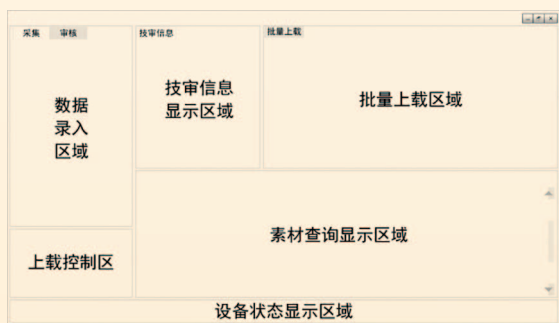 采集 审核
技审信息
批量上载
数据
录入
区域
技审信息
显示区域
批量上载区域
素材查询显示区域
上载控制区
设备状态显示区域